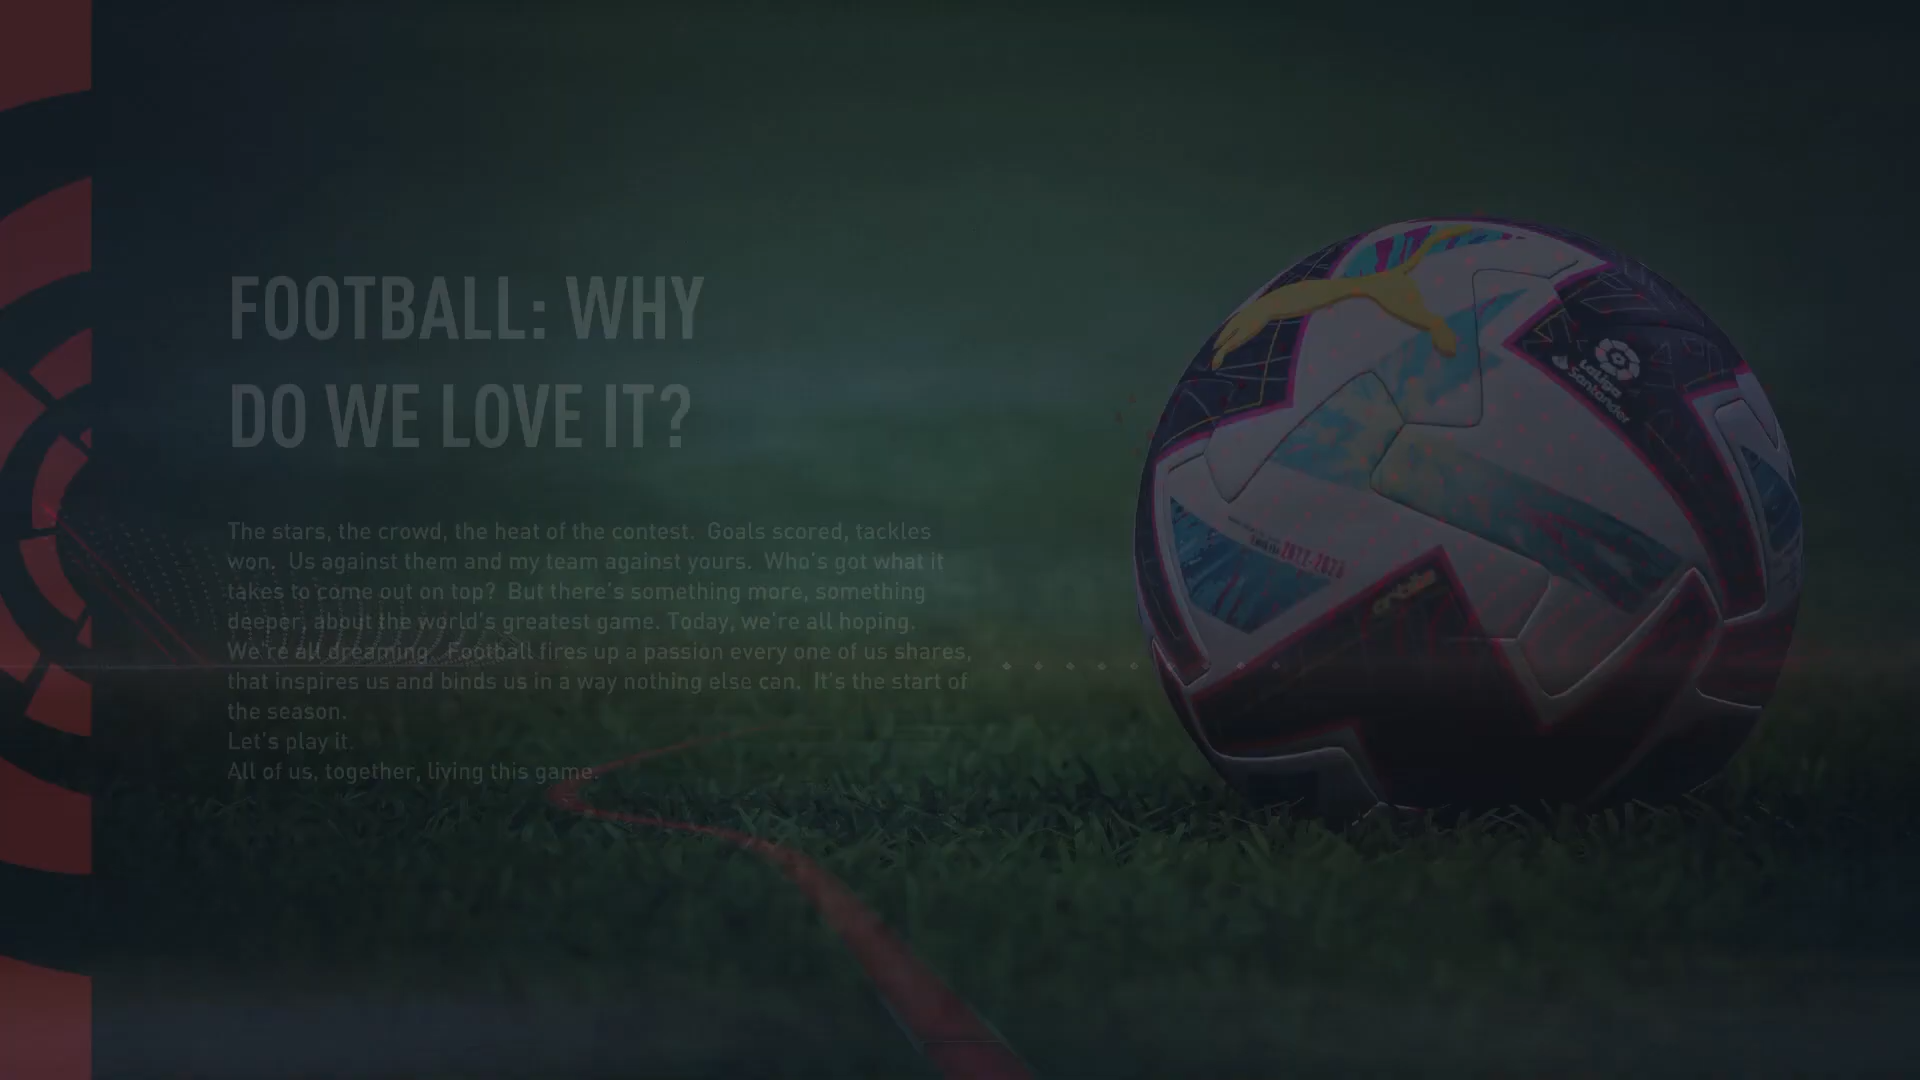 FOOTBALL: WHY
DO WE LOVE IT?
The stars, the crowd, the heat of the contest.  Goals scored, tackles
won.  Us against them and my team against yours.  Who's got what it
takes to come out on top?  But there's something more, something
deeper, about the world's greatest game. Today, we're all hoping.
We're all dreaming.  Football fires up a passion every one of us shares,
that inspires us and binds us in a way nothing else can.  It's the start of
the season.
Let's play it.
All of us, together, living this game.
LaLiga
Santander
2022-2023
orbita